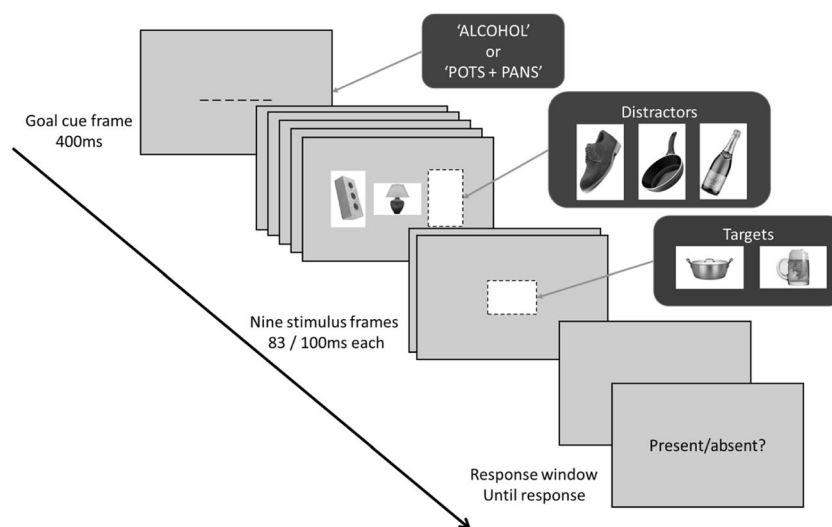 ‘ALCOHOL’
or
‘POTS + PANS’
Goal cue frame
400ms
Distractors
Targets
Nine stimulus frames
83 / 100ms each
Present/absent?
Response window
Until response